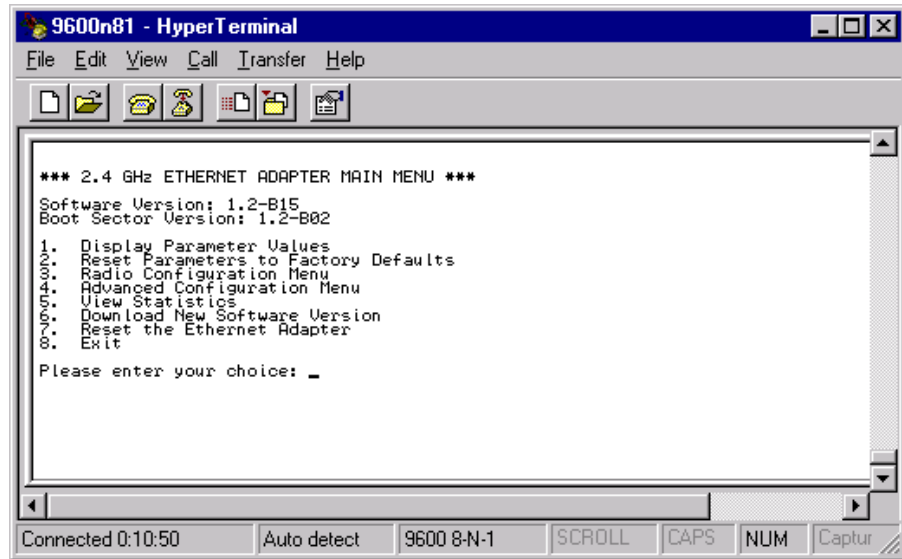 9600n81 - HyperTerminal
File Edit View Call Transfer Help
*** 2.4 GHz ETHERNET ADAPTER MAIN MENU ***
Software Version: 1.2-B15
Boot Sector Version: 1.2-B02
1. Display Parameter Values
2. Reset Parameters to Factory Defaults
3. Radio Configuration Menu
4. Advanced Configuration Menu
5. View Statistics
6. Download New Software Version
7. Reset the Ethernet Adapter
8. Exit
Please enter your choice: _
Connected 0:10:50 Auto detect 9600 8-N-1 SCROLL CAPS NUM Captur